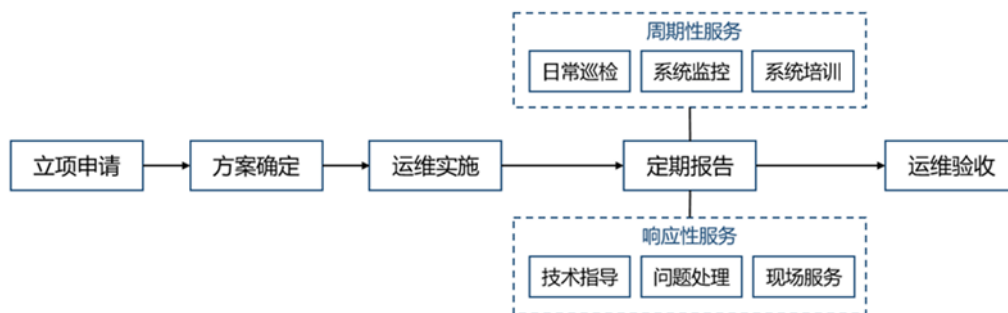 周期性服务
日常巡检 系统监控 系统培训
立项申请 方案确定 运维实施 定期报告 运维验收
响应性服务
技术指导 问题处理 现场服务